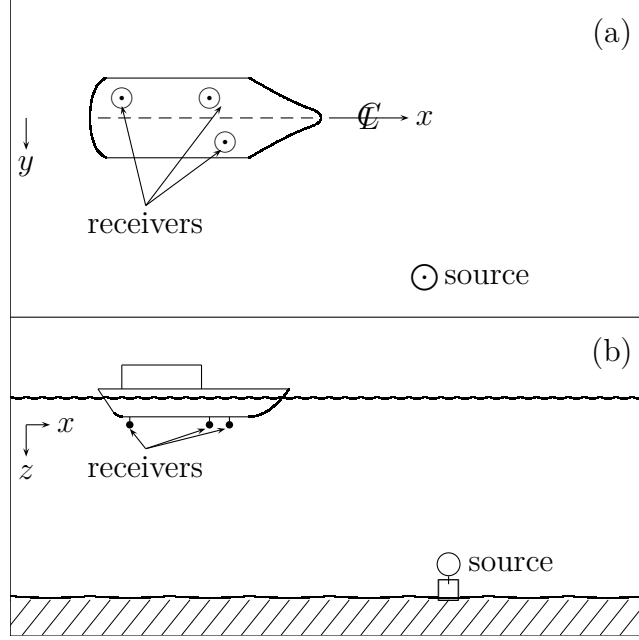 (a)
℄ x
y
receivers
source
(b)
x
z
receivers
source